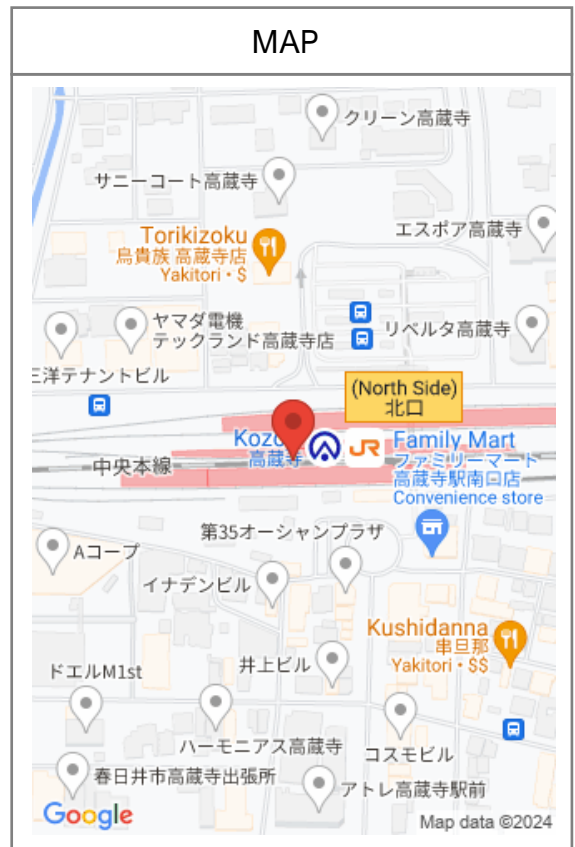 MAP
クリーン高蔵寺
サニーコート高蔵寺
エスポア高蔵寺
Torikizoku
鳥貴族 高蔵寺店
Yakitori・$
ヤマダ電機
テックランド高蔵寺店
リベルタ高蔵寺
三洋テナントビル
(North Side)
北口
Kozo
高蔵寺
JR
Family Mart
ファミリーマート
高蔵寺駅南口店
Convenience store
中央本線
第35オーシャンプラザ
Aコープ
イナデンビル
Kushidanna
串旦那
Yakitori・$$
ドエルM1st
井上ビル
ハーモニアス高蔵寺
コスモビル
春日井市高蔵寺出張所
アトレ高蔵寺駅前
Google
Map data ©2024